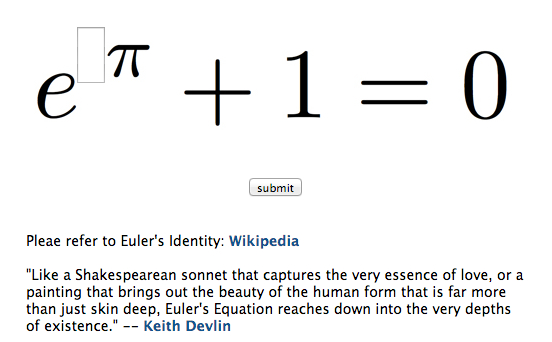 e^□π + 1 = 0
submit
Pleae refer to Euler's Identity: Wikipedia
"Like a Shakespearean sonnet that captures the very essence of love, or a
painting that brings out the beauty of the human form that is far more
than just skin deep, Euler's Equation reaches down into the very depths
of existence." -- Keith Devlin